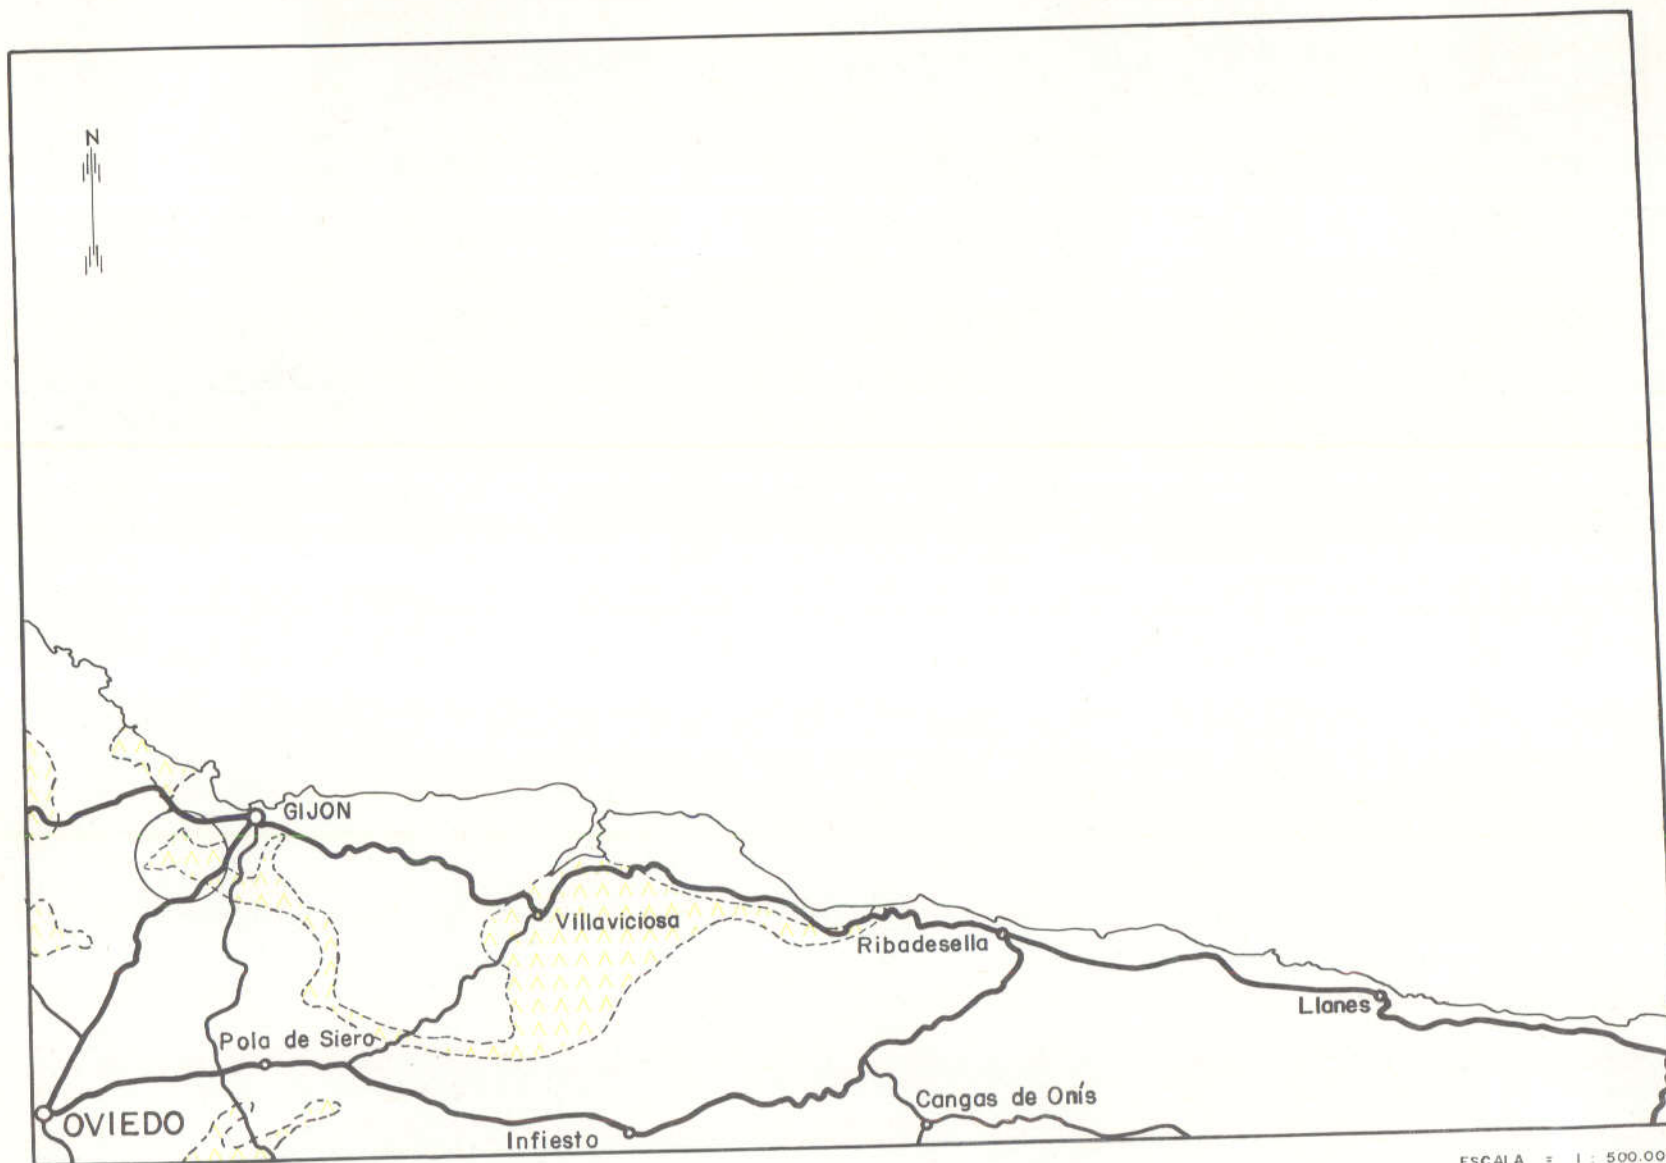 N
GIJON
Villaviciosa
Ribadesella
Llanes
Pola de Siero
Cangas de Onís
OVIEDO
Infiesto
ESCALA = 1 : 500.00